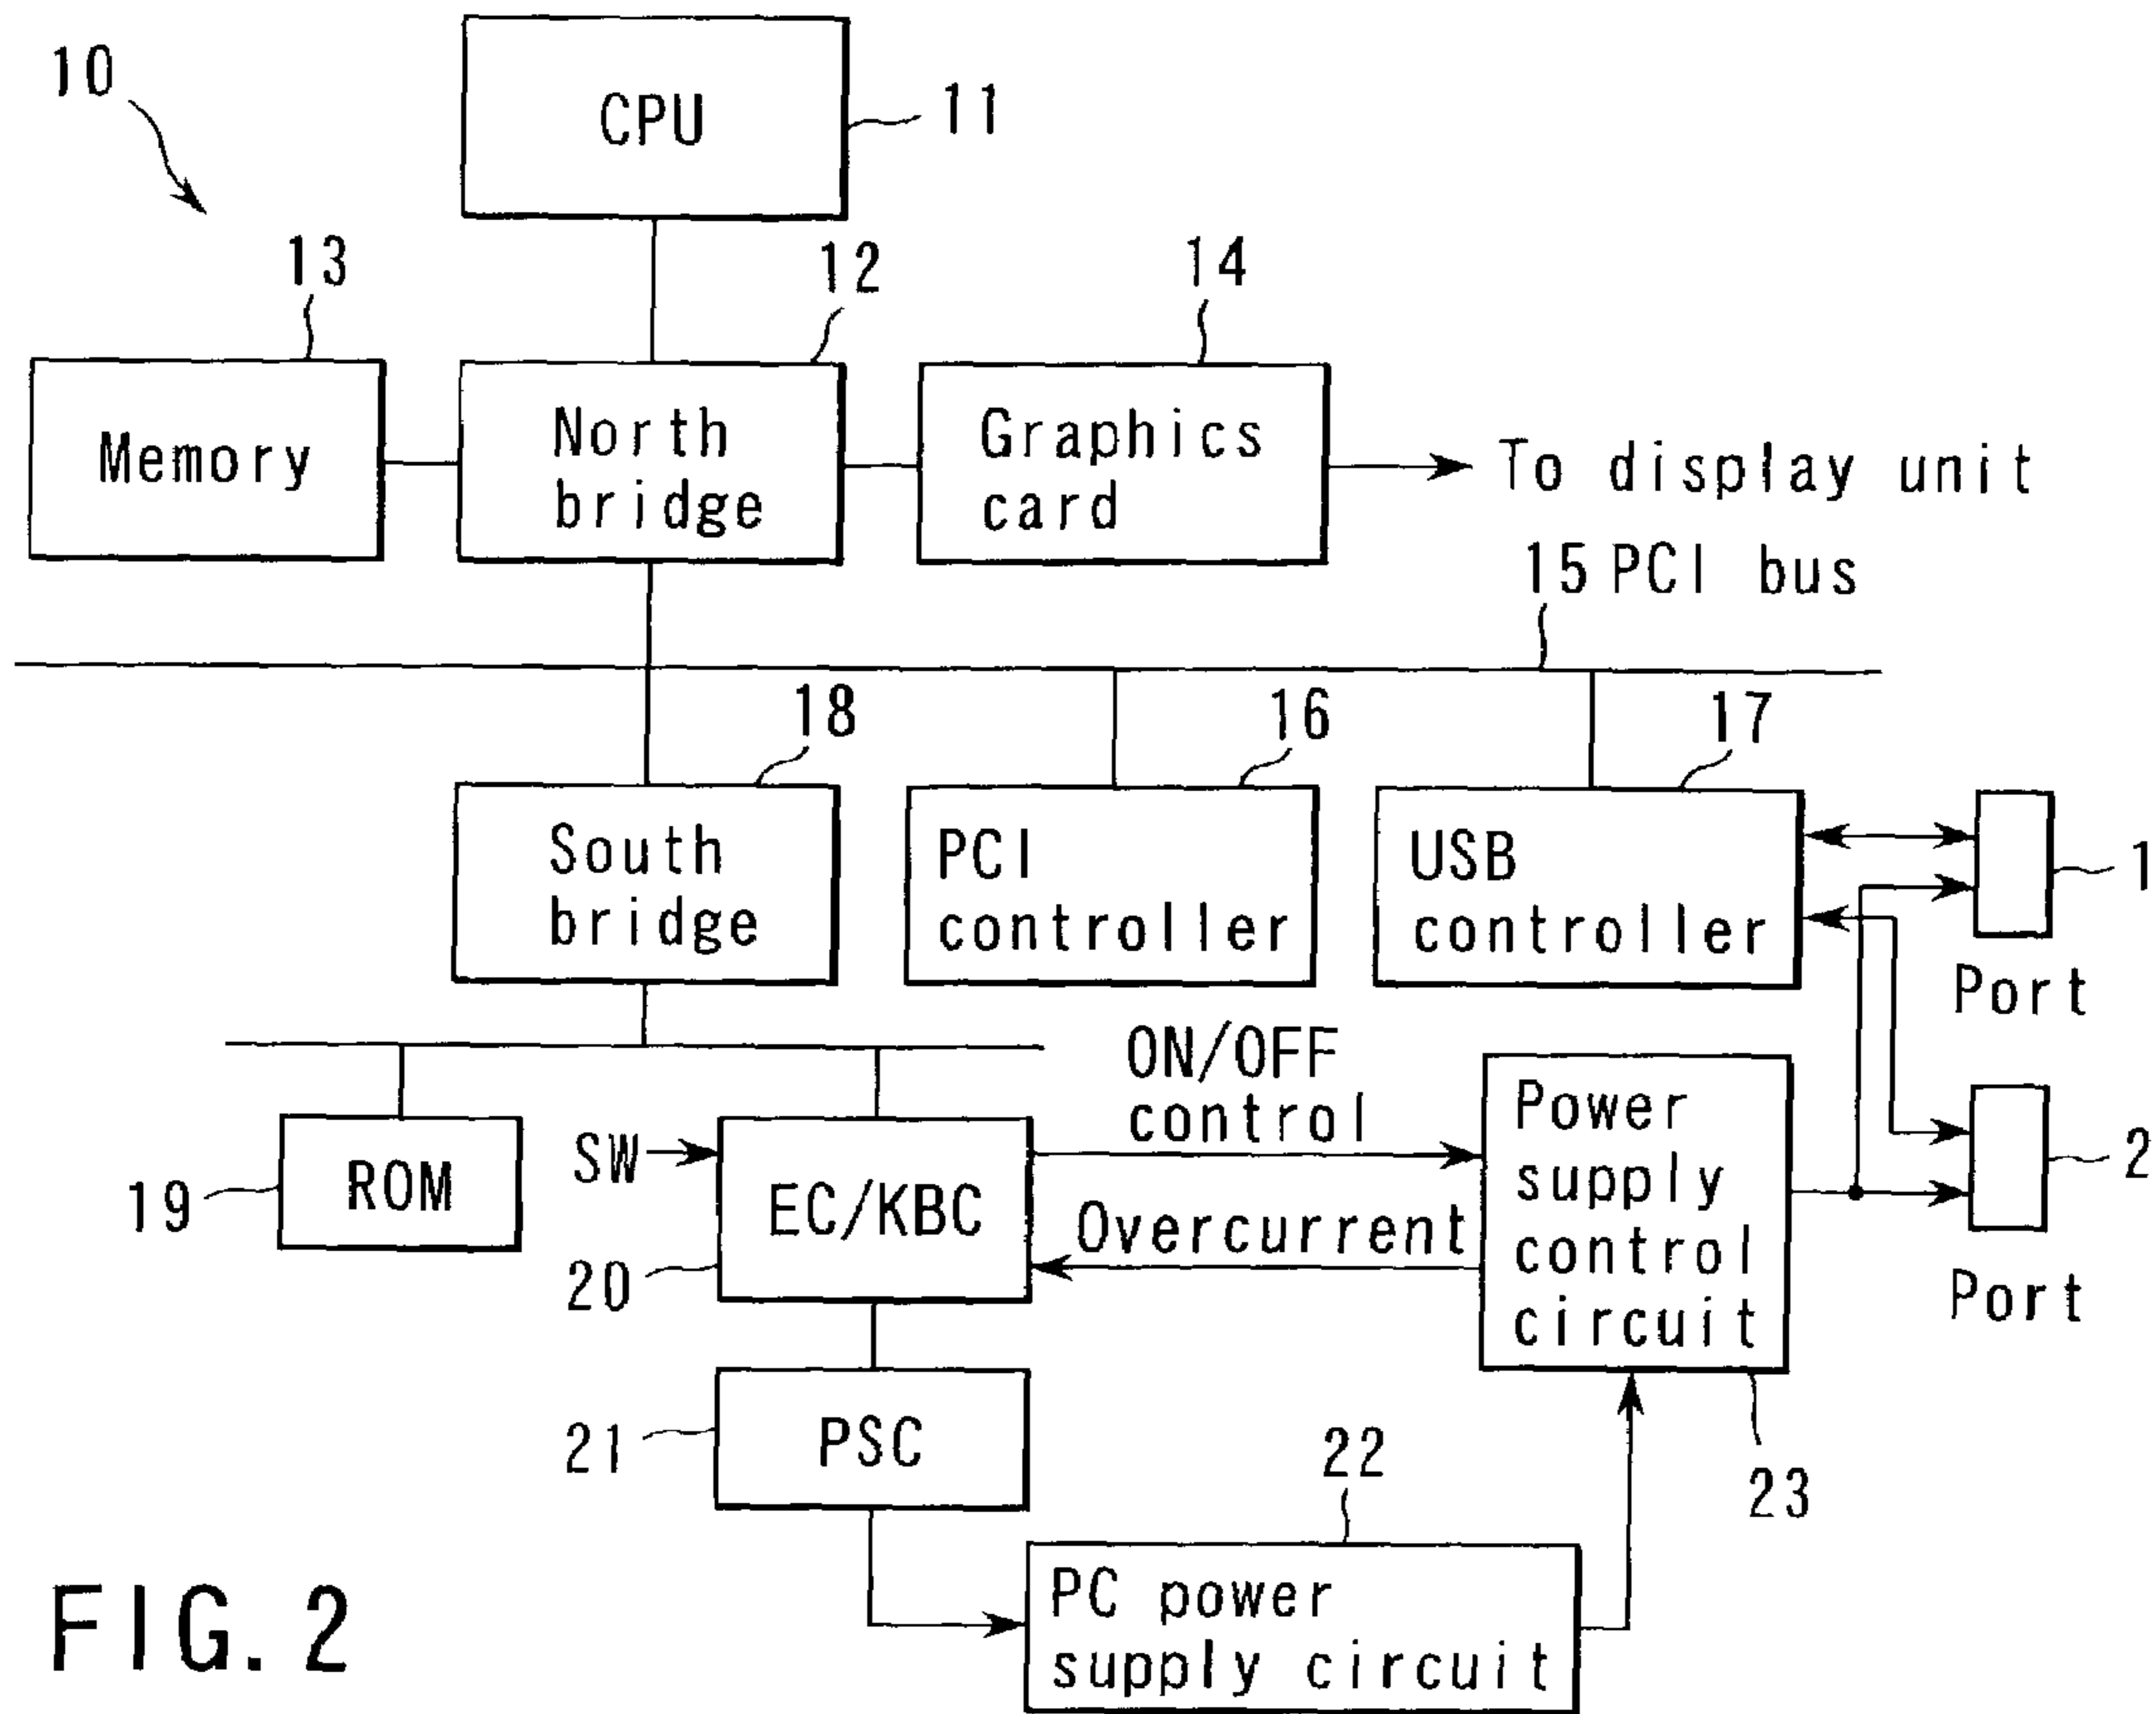 10
CPU
11
13
12
14
Memory
North
bridge
Graphics
card
To display unit
15 PCI bus
18
16
17
South
bridge
PCI
controller
USB
controller
1
Port
ON/OFF
control
19
ROM
SW
EC/KBC
20
Overcurrent
Power
supply
control
circuit
2
Port
21
PSC
22
23
PC power
supply circuit
FIG. 2